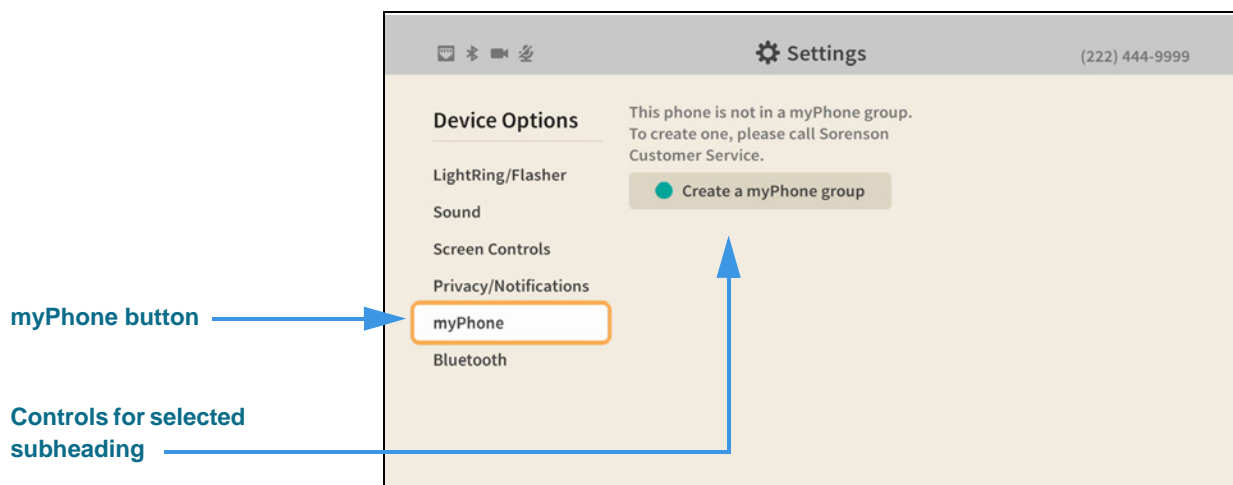 Settings
(222) 444-9999
Device Options
LightRing/Flasher
Sound
Screen Controls
Privacy/Notifications
myPhone
Bluetooth
This phone is not in a myPhone group.
To create one, please call Sorenson
Customer Service.
Create a myPhone group
myPhone button
Controls for selected
subheading